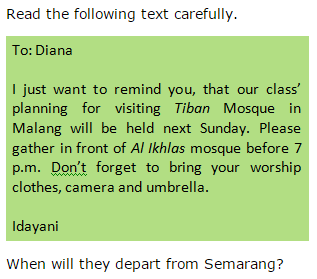 Read the following text carefully.
To: Diana
I just want to remind you, that our class’
planning for visiting Tiban Mosque in
Malang will be held next Sunday. Please
gather in front of Al Ikhlas mosque before 7
p.m. Don’t forget to bring your worship
clothes, camera and umbrella.
Idayani
When will they depart from Semarang?